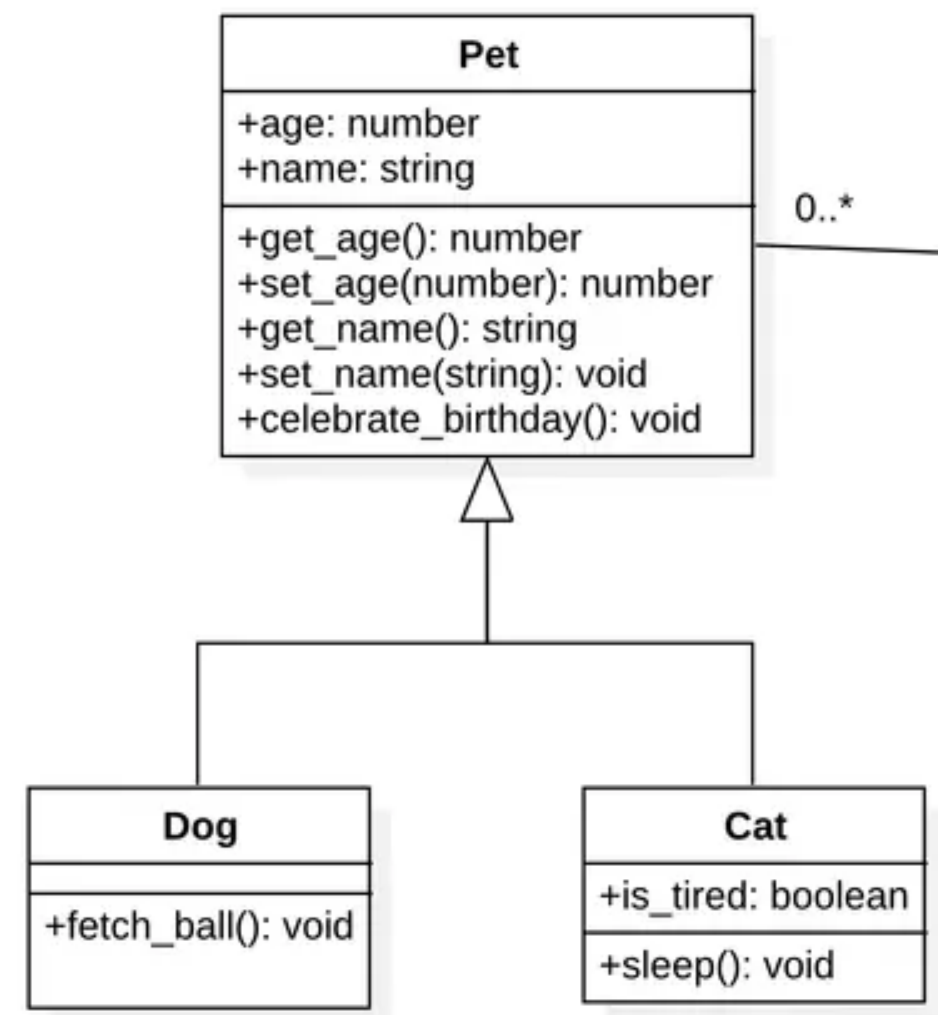 Pet
+age: number
+name: string
0..*
+get_age(): number
+set_age(number): number
+get_name(): string
+set_name(string): void
+celebrate_birthday(): void
Dog
+fetch_ball(): void
Cat
+is_tired: boolean
+sleep(): void